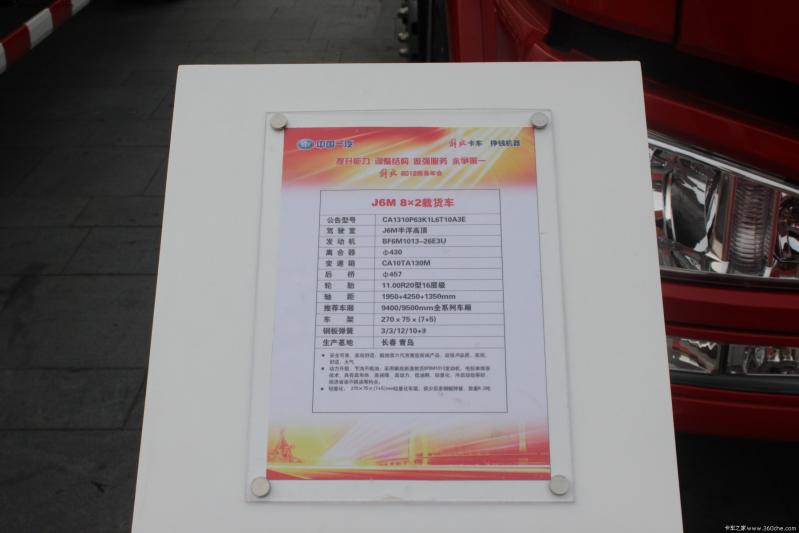 中国一汽 解放卡车 挣钱机器
提升能力 调整结构 做强服务 永争第一
解放 2012商务年会
J6M 8×2载货车
公告型号 CA1310P63K1L6T10A3E
驾驶室 J6M半浮高顶
发动机 BF6M1013-26E3U
离合器 Φ430
变速箱 CA10TA130M
后桥 Φ457
轮胎 11.00R20型16层级
轴距 1950+4250+1350mm
推荐车厢 9400/9500mm全系列车厢
车架 270×75×(7+5)
钢板弹簧 3/3/12/10+③
生产基地 长春 青岛
卡车之家 www.360che.com